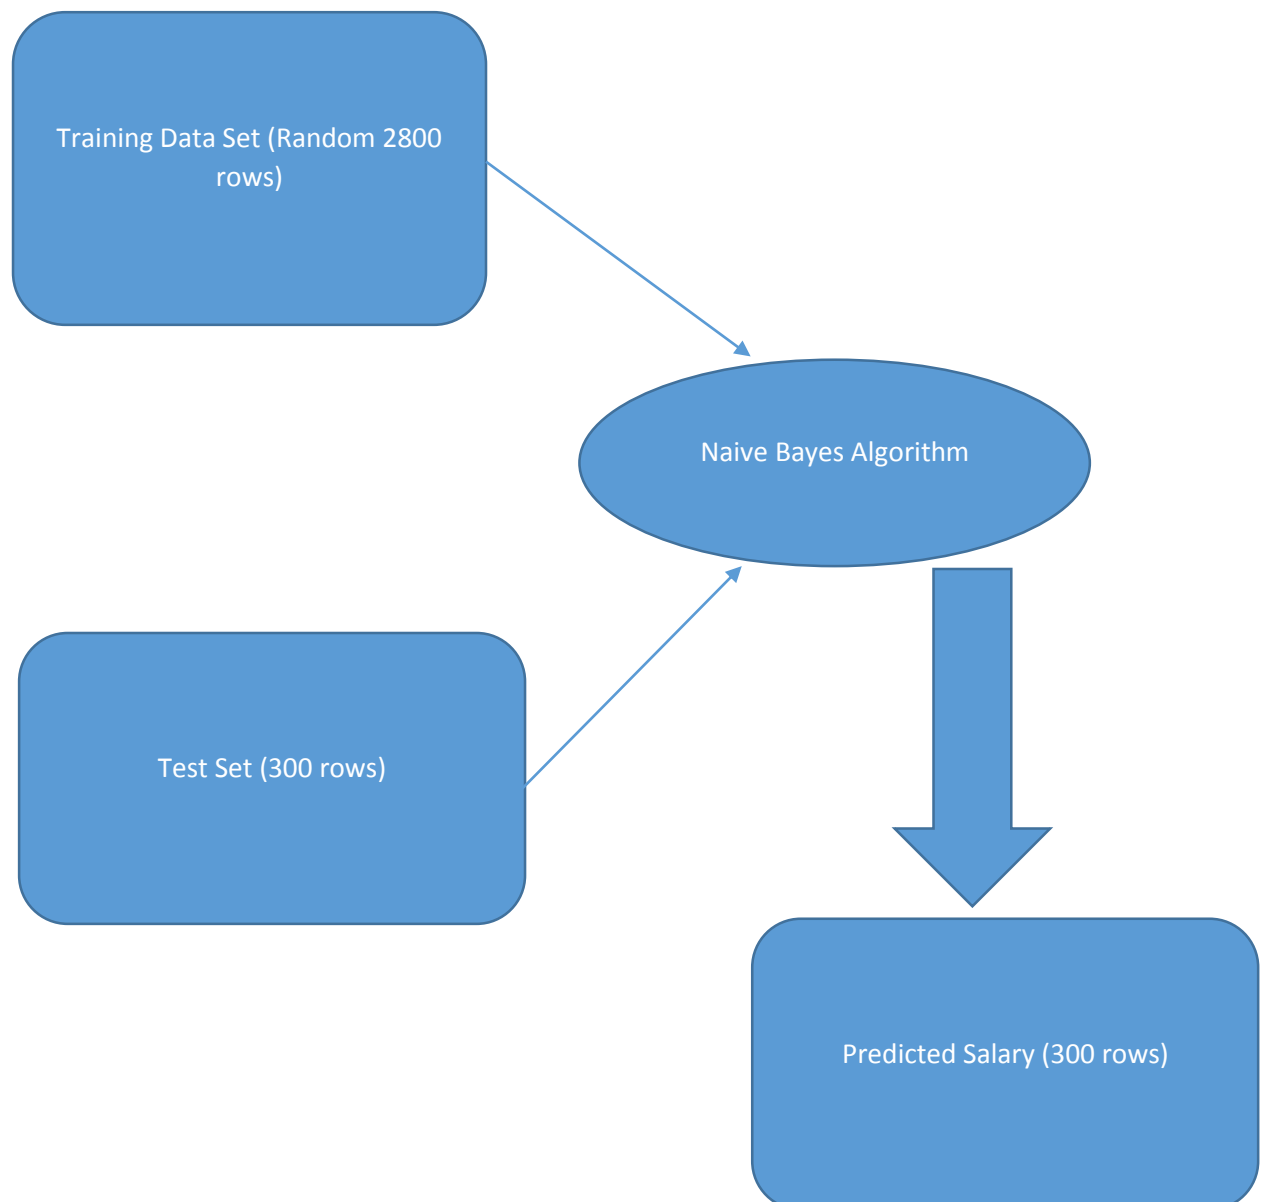 Training Data Set (Random 2800
rows)
Naive Bayes Algorithm
Test Set (300 rows)
Predicted Salary (300 rows)